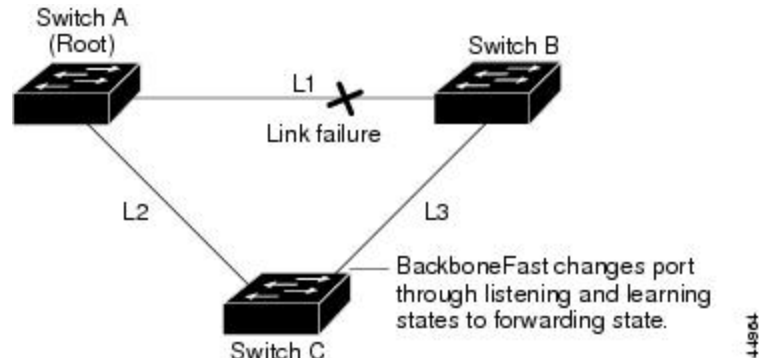 Switch A
(Root)
Switch B
L1
Link failure
L2
L3
BackboneFast changes port
through listening and learning
states to forwarding state.
Switch C
44964